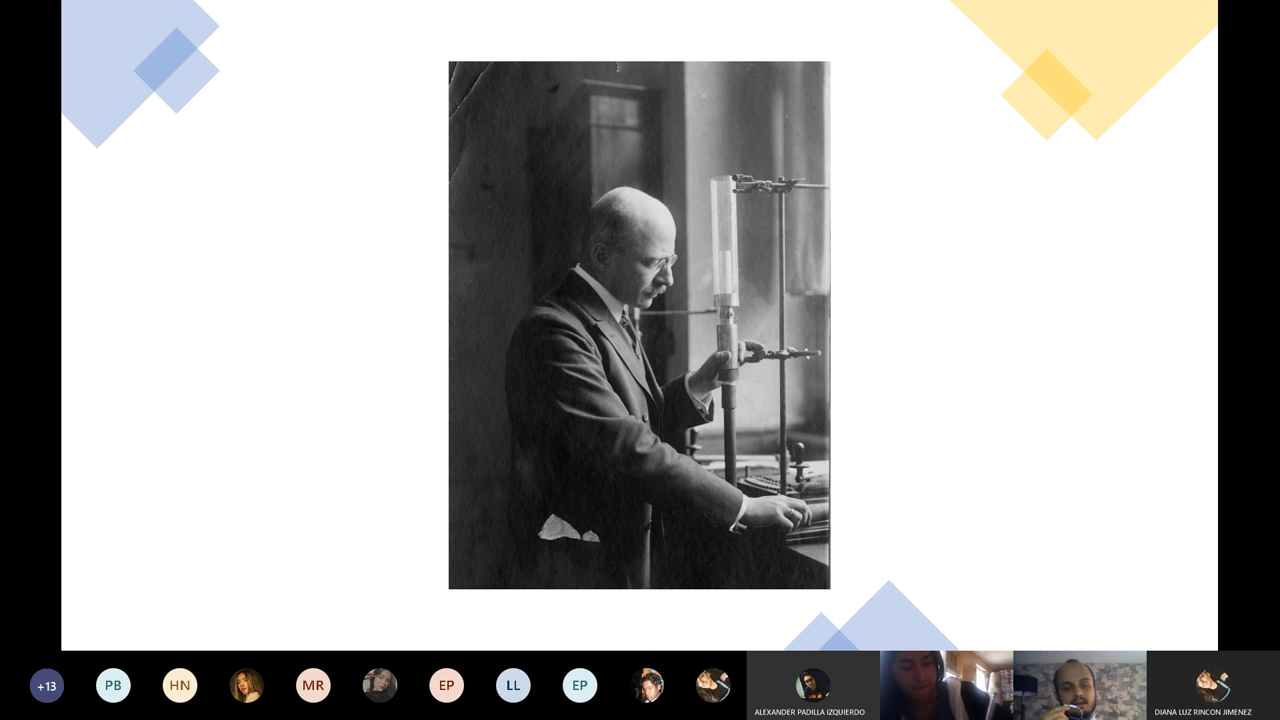 +13
PB
HN
MR
EP
LL
EP
ALEXANDER PADILLA IZQUIERDO
DIANA LUZ RINCON JIMENEZ